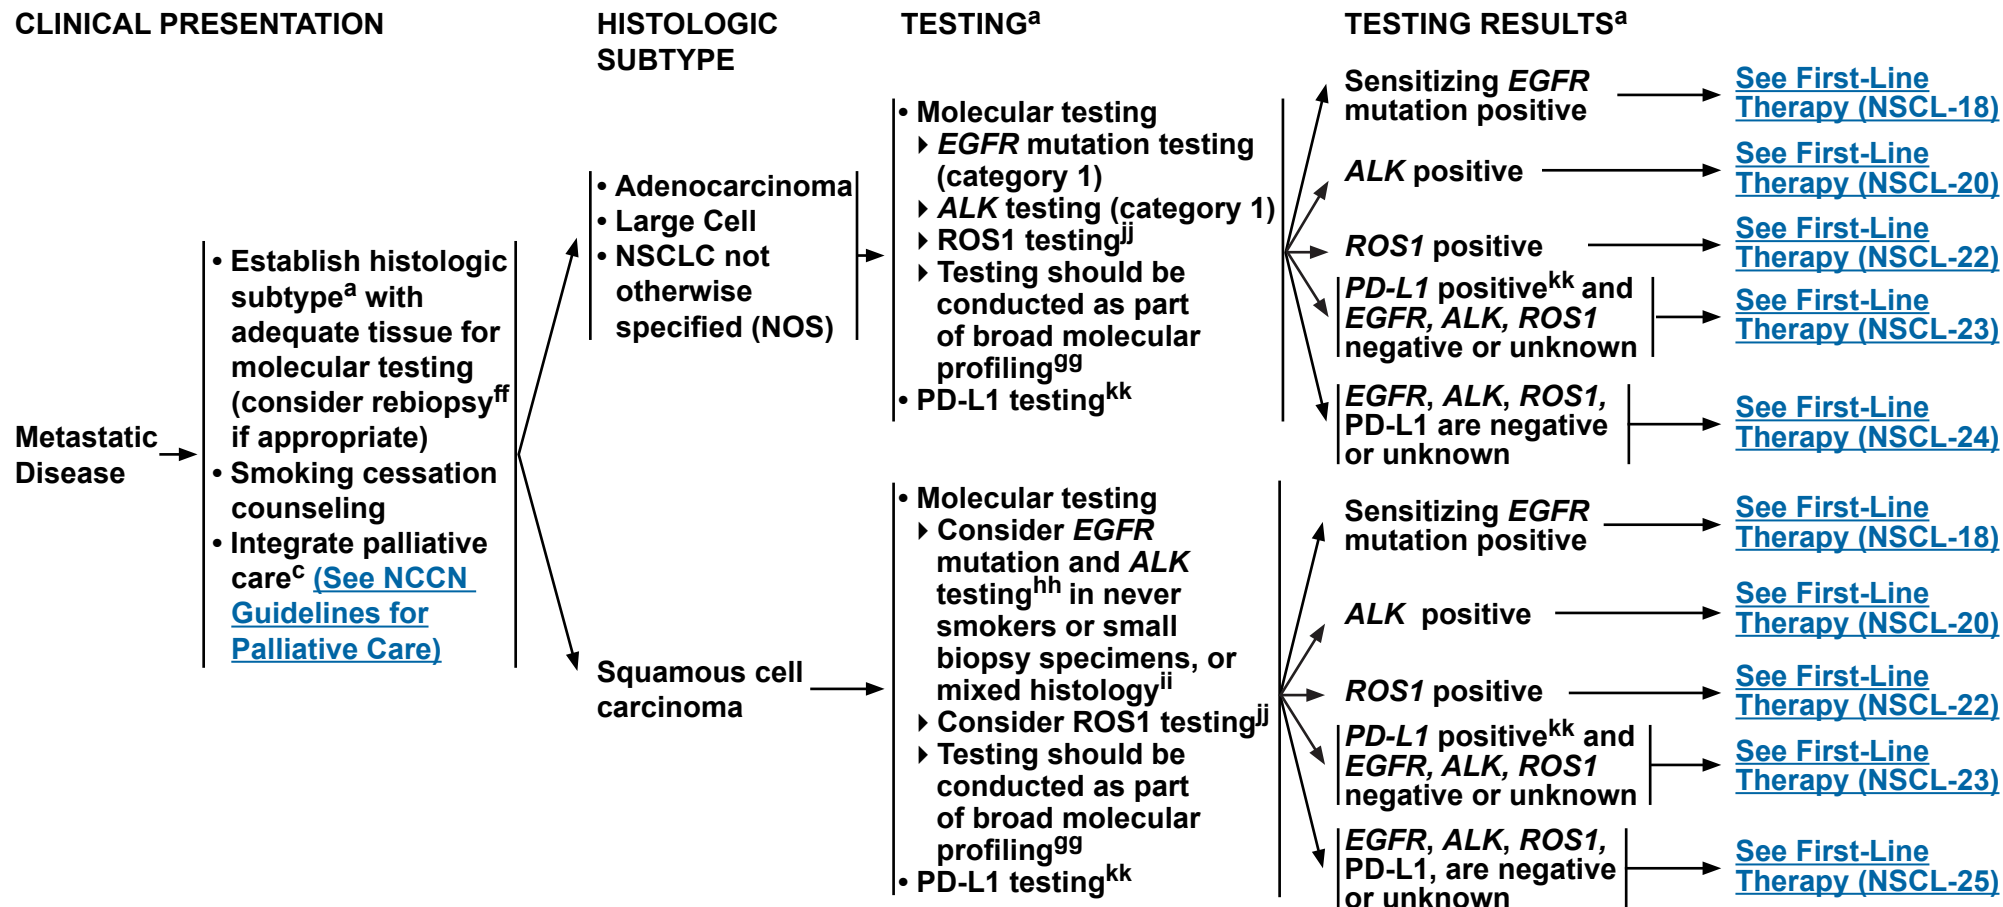 CLINICAL PRESENTATION
HISTOLOGIC
SUBTYPE
TESTINGa
TESTING RESULTSa
Metastatic
Disease
• Establish histologic
subtypea with
adequate tissue for
molecular testing
(consider rebiopsyff
if appropriate)
• Smoking cessation
counseling
• Integrate palliative
carec (See NCCN
Guidelines for
Palliative Care)
• Adenocarcinoma
• Large Cell
• NSCLC not
otherwise
specified (NOS)
• Molecular testing
EGFR mutation testing
(category 1)
ALK testing (category 1)
ROS1 testingjj
Testing should be
conducted as part
of broad molecular
profilinggg
• PD-L1 testingkk
Sensitizing EGFR
mutation positive
See First-Line
Therapy (NSCL-18)
ALK positive
See First-Line
Therapy (NSCL-20)
ROS1 positive
See First-Line
Therapy (NSCL-22)
PD-L1 positivekk and
EGFR, ALK, ROS1
negative or unknown
See First-Line
Therapy (NSCL-23)
EGFR, ALK, ROS1,
PD-L1 are negative
or unknown
See First-Line
Therapy (NSCL-24)
Squamous cell
carcinoma
• Molecular testing
Consider EGFR
mutation and ALK
testinghh in never
smokers or small
biopsy specimens, or
mixed histologyii
Consider ROS1 testingjj
Testing should be
conducted as part
of broad molecular
profilinggg
• PD-L1 testingkk
Sensitizing EGFR
mutation positive
See First-Line
Therapy (NSCL-18)
ALK positive
See First-Line
Therapy (NSCL-20)
ROS1 positive
See First-Line
Therapy (NSCL-22)
PD-L1 positivekk and
EGFR, ALK, ROS1
negative or unknown
See First-Line
Therapy (NSCL-23)
EGFR, ALK, ROS1,
PD-L1, are negative
or unknown
See First-Line
Therapy (NSCL-25)